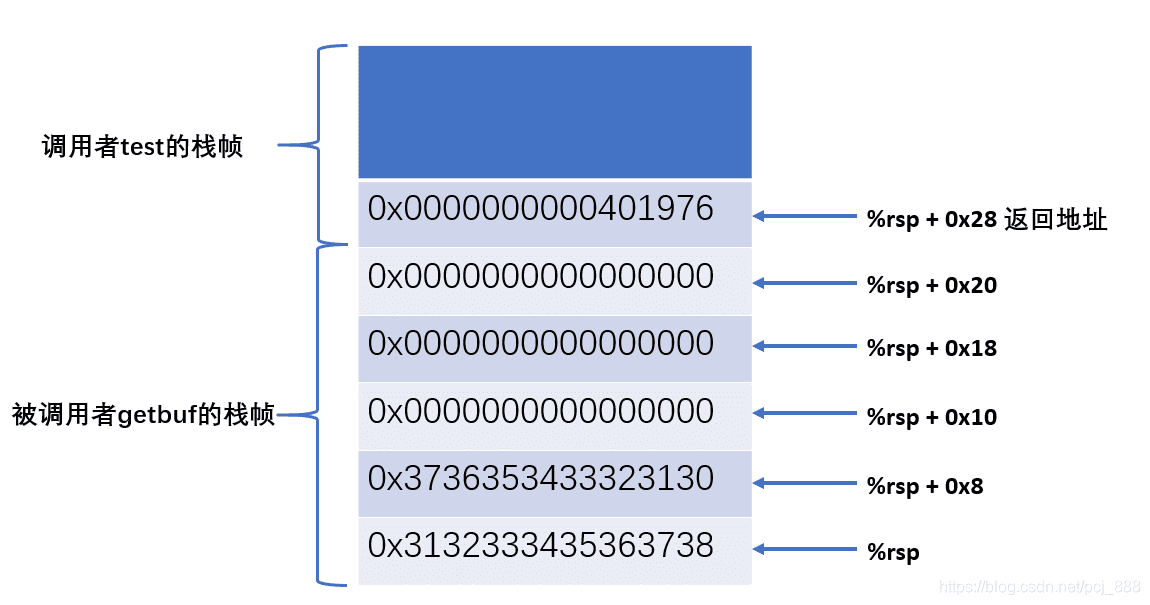 调用者test的栈帧
0x0000000000401976
%rsp + 0x28 返回地址
0x0000000000000000
%rsp + 0x20
0x0000000000000000
%rsp + 0x18
被调用者getbuf的栈帧
0x0000000000000000
%rsp + 0x10
0x3736353433323130
%rsp + 0x8
0x3132333435363738
%rsp
https://blog.csdn.net/pcj_888